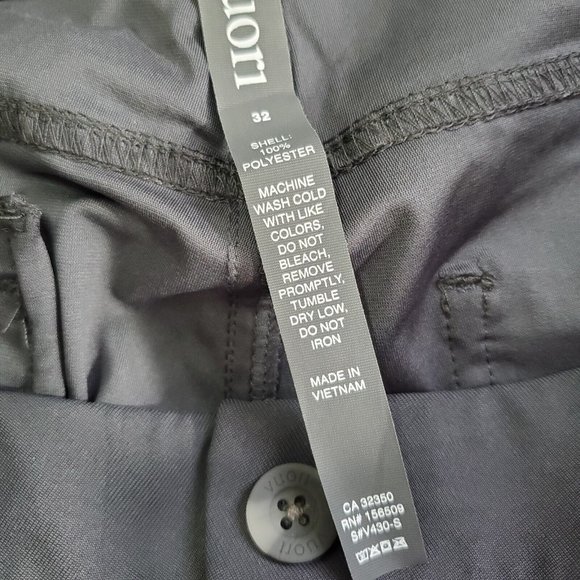 vuori
32
SHELL:
100%
POLYESTER
MACHINE
WASH COLD
WITH LIKE
COLORS,
DO NOT
BLEACH,
REMOVE
PROMPTLY,
TUMBLE
DRY LOW,
DO NOT
IRON
MADE IN
VIETNAM
CA 32350
RN# 156509
S#V430-S
vuori
vuori